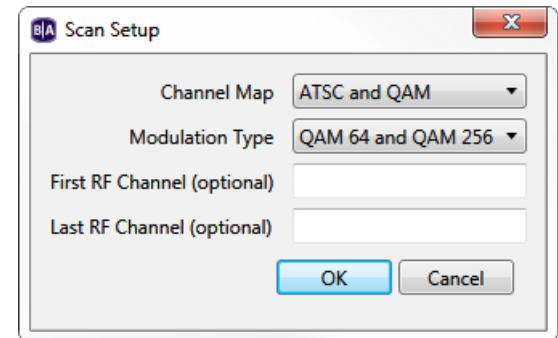 B|A Scan Setup
Channel Map ATSC and QAM
Modulation Type QAM 64 and QAM 256
First RF Channel (optional)
Last RF Channel (optional)
OK Cancel